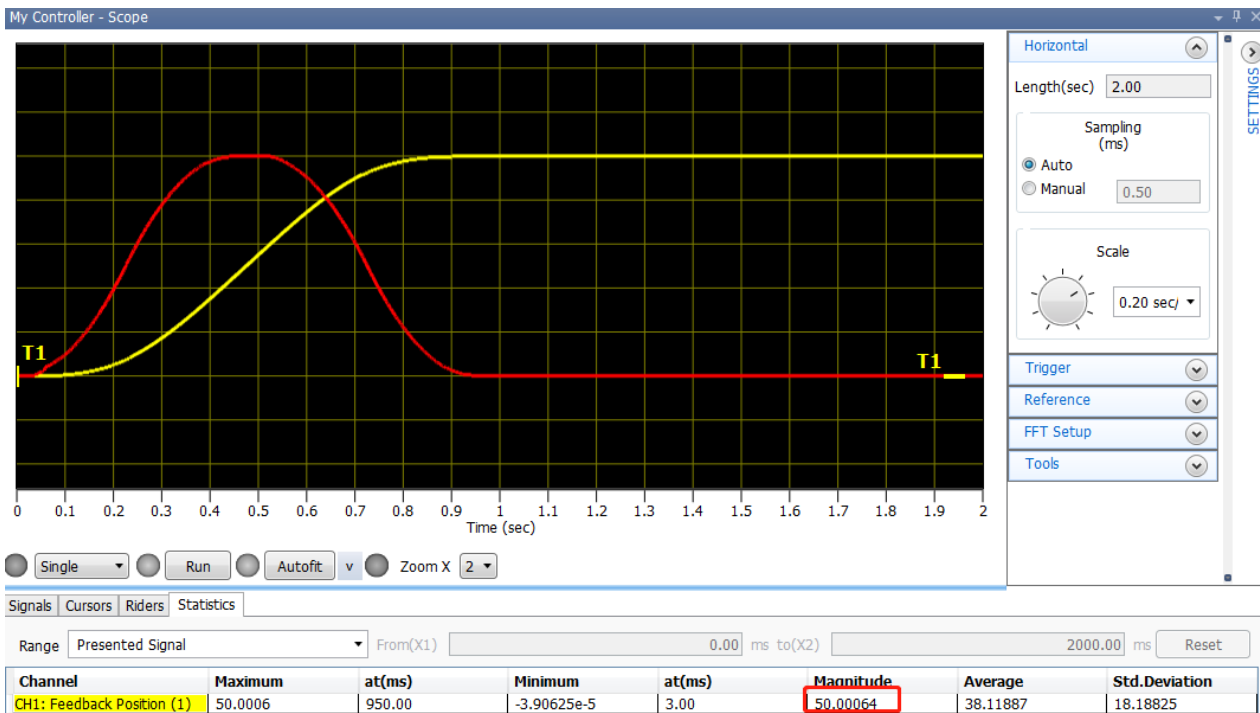 My Controller - Scope
Horizontal
Length(sec) 2.00
Sampling
(ms)
Auto
Manual 0.50
Scale
0.20 sec/
Trigger
Reference
FFT Setup
Tools
SETTINGS
T1
T1
0 0.1 0.2 0.3 0.4 0.5 0.6 0.7 0.8 0.9 1 1.1 1.2 1.3 1.4 1.5 1.6 1.7 1.8 1.9 2
Time (sec)
Single Run Autofit v Zoom X 2
Signals Cursors Riders Statistics
Range Presented Signal From(X1) 0.00 ms to(X2) 2000.00 ms Reset
Channel Maximum at(ms) Minimum at(ms) Magnitude Average Std.Deviation
CH1: Feedback Position (1) 50.0006 950.00 -3.90625e-5 3.00 50.00064 38.11887 18.18825